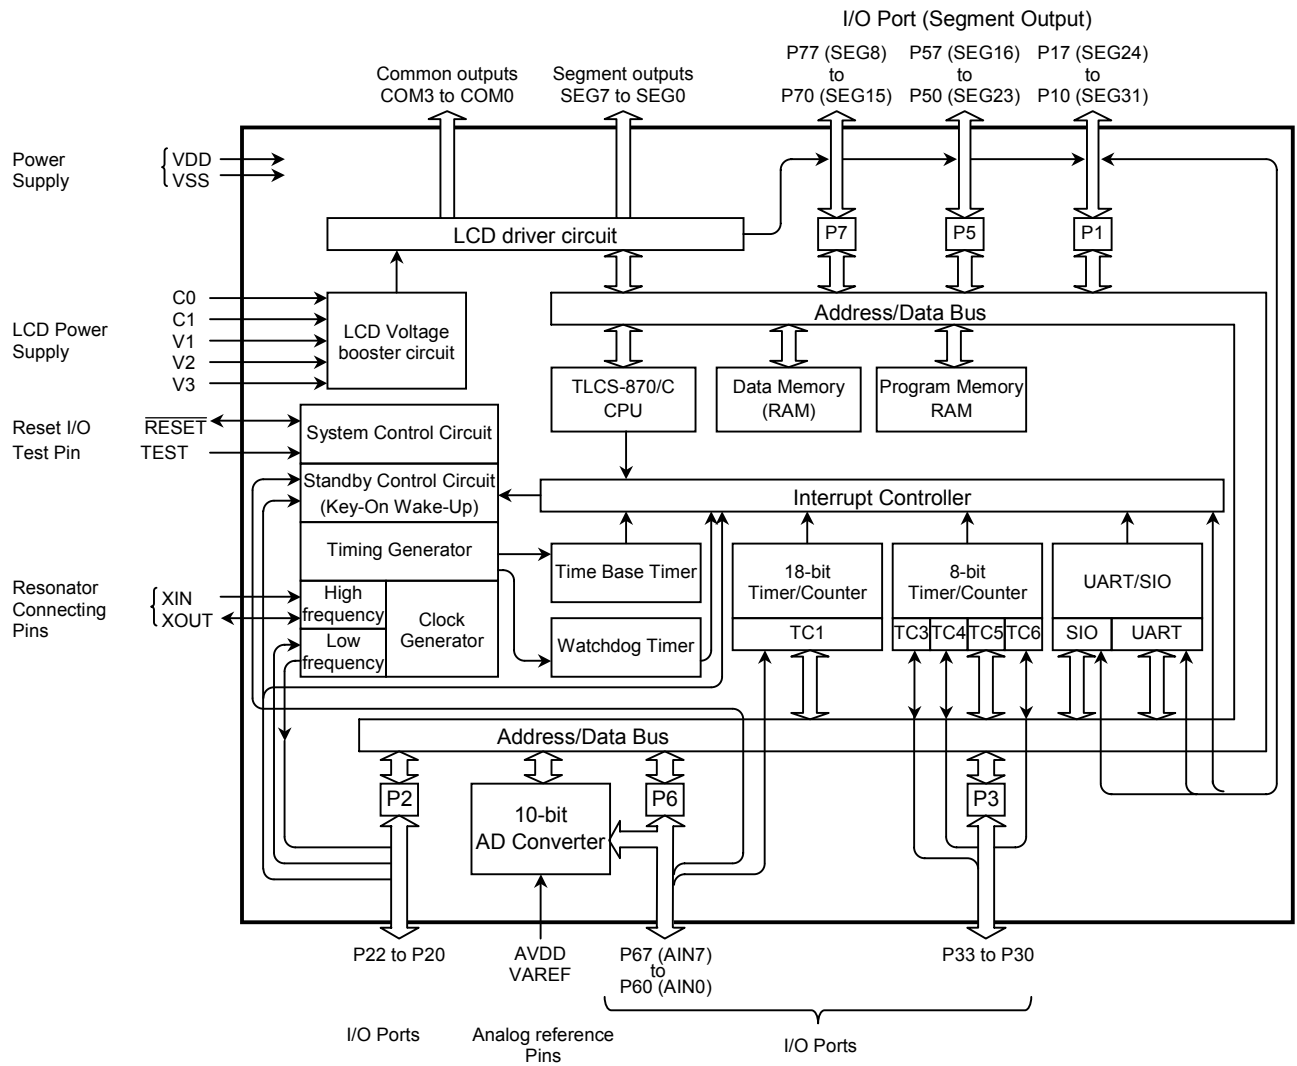 I/O Port (Segment Output)
P77 (SEG8)
to
P70 (SEG15)
P57 (SEG16)
to
P50 (SEG23)
P17 (SEG24)
to
P10 (SEG31)
Common outputs
COM3 to COM0
Segment outputs
SEG7 to SEG0
Power
Supply
VDD
VSS
LCD driver circuit
P7
P5
P1
LCD Power
Supply
C0
C1
V1
V2
V3
LCD Voltage
booster circuit
Address/Data Bus
TLCS-870/C
CPU
Data Memory
(RAM)
Program Memory
RAM
Reset I/O
Test Pin
RESET
TEST
System Control Circuit
Standby Control Circuit
(Key-On Wake-Up)
Interrupt Controller
Timing Generator
Time Base Timer
Watchdog Timer
18-bit
Timer/Counter
TC1
8-bit
Timer/Counter
TC3
TC4
TC5
TC6
UART/SIO
SIO
UART
Resonator
Connecting
Pins
XIN
XOUT
High
frequency
Low
frequency
Clock
Generator
Address/Data Bus
P2
10-bit
AD Converter
P6
P3
P22 to P20
AVDD
VAREF
P67 (AIN7)
to
P60 (AIN0)
P33 to P30
I/O Ports
Analog reference
Pins
I/O Ports